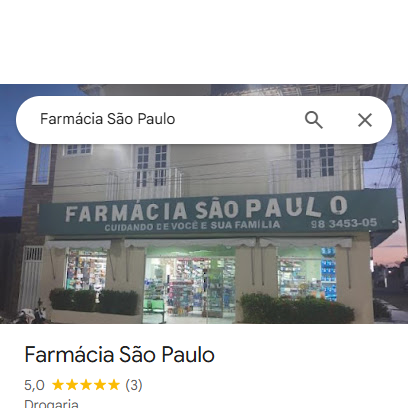 Farmácia São Paulo
FARMÁCIA SÃO PAULO
CUIDANDO DE VOCÊ E SUA FAMÍLIA
98 3453-05
Farmácia São Paulo
5,0 (3)
Drogaria